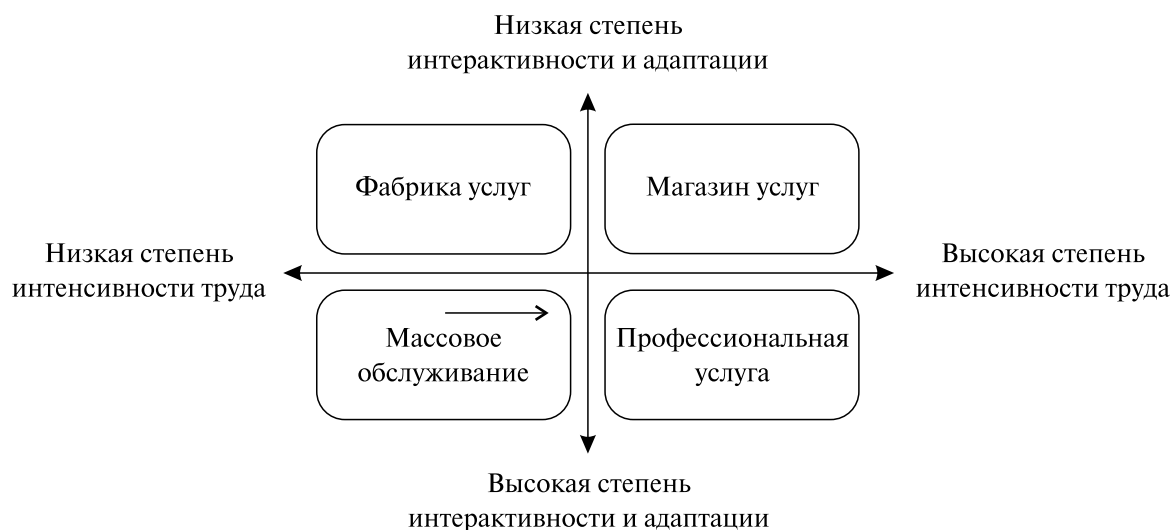 Низкая степень
интерактивности и адаптации
Фабрика услуг
Магазин услуг
Низкая степень
интенсивности труда
Высокая степень
интенсивности труда
Массовое
обслуживание
Профессиональная
услуга
Высокая степень
интерактивности и адаптации